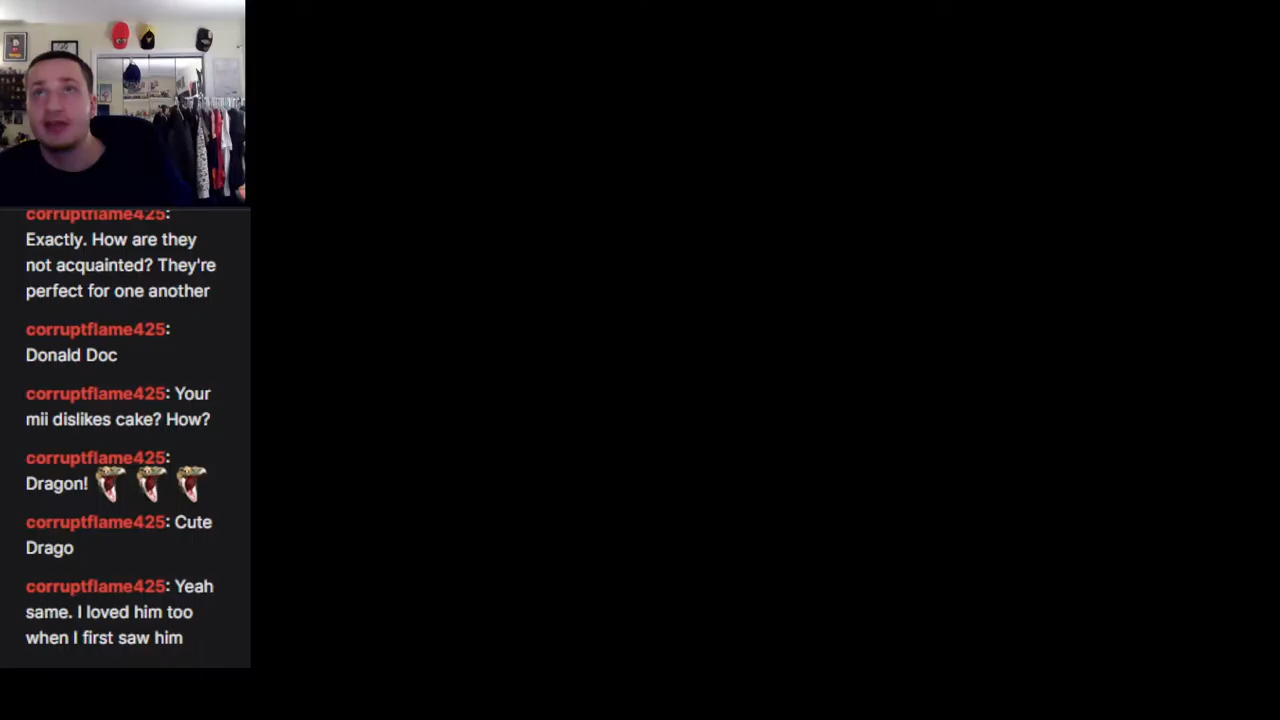 corruptflame425:
Exactly. How are they
not acquainted? They're
perfect for one another
corruptflame425:
Donald Doc
corruptflame425: Your
mii dislikes cake? How?
corruptflame425:
Dragon!
corruptflame425: Cute
Drago
corruptflame425: Yeah
same. I loved him too
when I first saw him